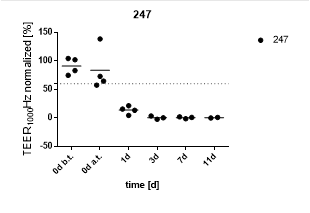 247
TEER1000Hz normalized [%]
150
100
50
0
-50
0d b.t.
0d a.t.
1d
3d
7d
11d
time [d]
247